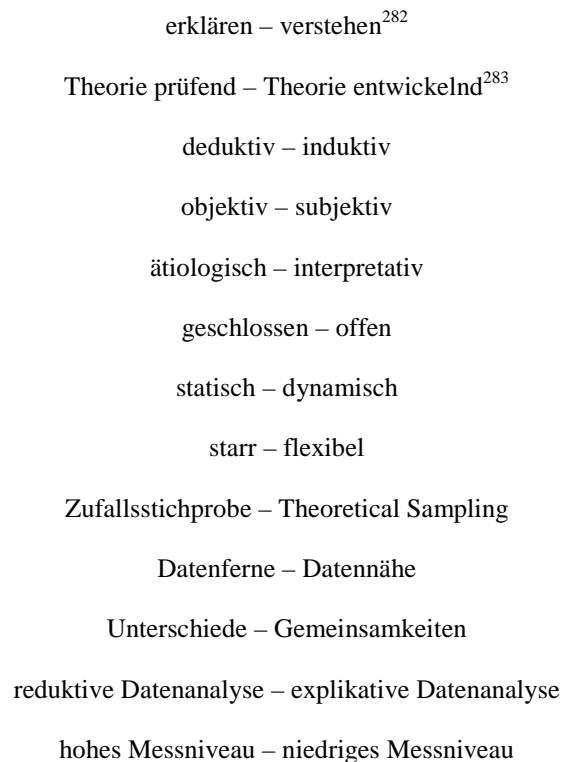 erklären – verstehen282
Theorie prüfend – Theorie entwickelnd283
deduktiv – induktiv
objektiv – subjektiv
ätiologisch – interpretativ
geschlossen – offen
statisch – dynamisch
starr – flexibel
Zufallsstichprobe – Theoretical Sampling
Datenferne – Datennähe
Unterschiede – Gemeinsamkeiten
reduktive Datenanalyse – explikative Datenanalyse
hohes Messniveau – niedriges Messniveau